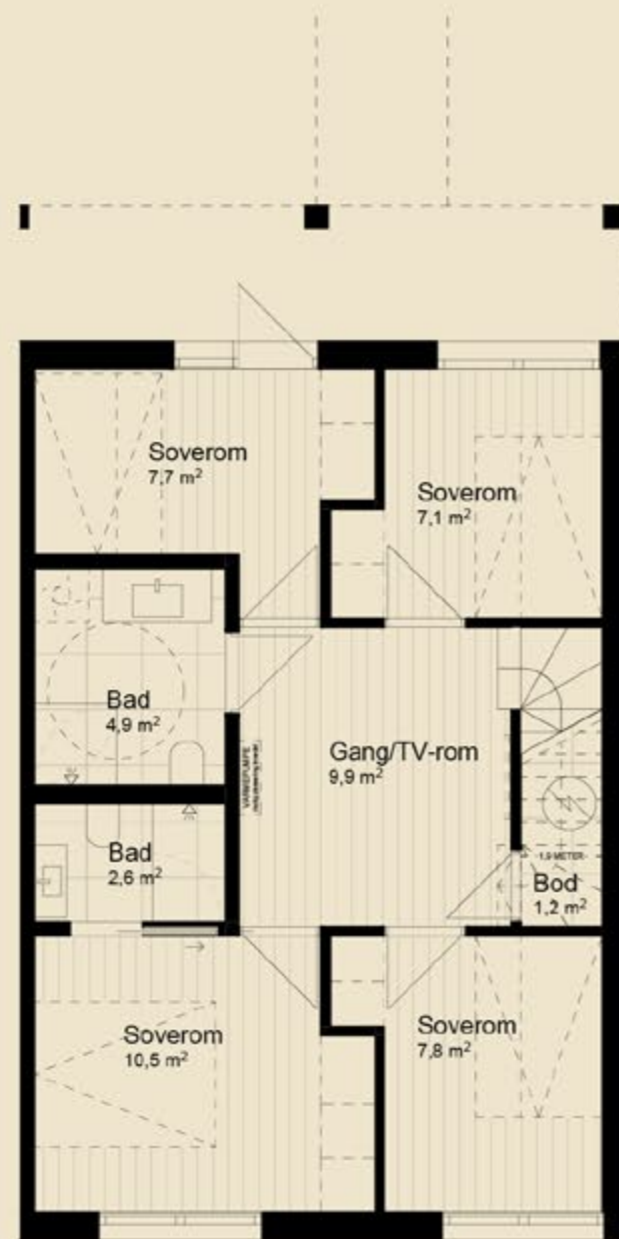 Soverom
7,7 m²
Soverom
7,1 m²
Bad
4,9 m²
Gang/TV-rom
9,9 m²
VARMEPUMPE
Bad
2,6 m²
1,9 METER
Bod
1,2 m²
Soverom
10,5 m²
Soverom
7,8 m²